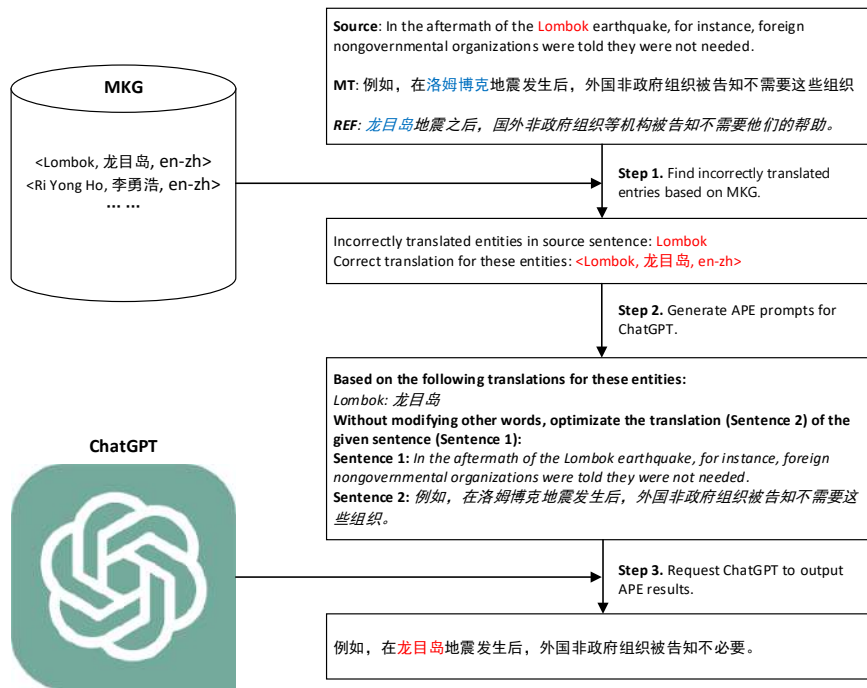 MKG
<Lombok, 龙目岛, en-zh>
<Ri Yong Ho, 李勇浩, en-zh>
... ...
Source: In the aftermath of the Lombok earthquake, for instance, foreign
nongovernmental organizations were told they were not needed.
MT: 例如，在洛姆博克地震发生后，外国非政府组织被告知不需要这些组织
REF: 龙目岛地震之后，国外非政府组织等机构被告知不需要他们的帮助。
Step 1. Find incorrectly translated
entries based on MKG.
Incorrectly translated entities in source sentence: Lombok
Correct translation for these entities: <Lombok, 龙目岛, en-zh>
Step 2. Generate APE prompts for
ChatGPT.
Based on the following translations for these entities:
Lombok: 龙目岛
Without modifying other words, optimizate the translation (Sentence 2) of the
given sentence (Sentence 1):
Sentence 1: In the aftermath of the Lombok earthquake, for instance, foreign
nongovernmental organizations were told they were not needed.
Sentence 2: 例如，在洛姆博克地震发生后，外国非政府组织被告知不需要这
些组织。
ChatGPT
Step 3. Request ChatGPT to output
APE results.
例如，在龙目岛地震发生后，外国非政府组织被告知不必要。